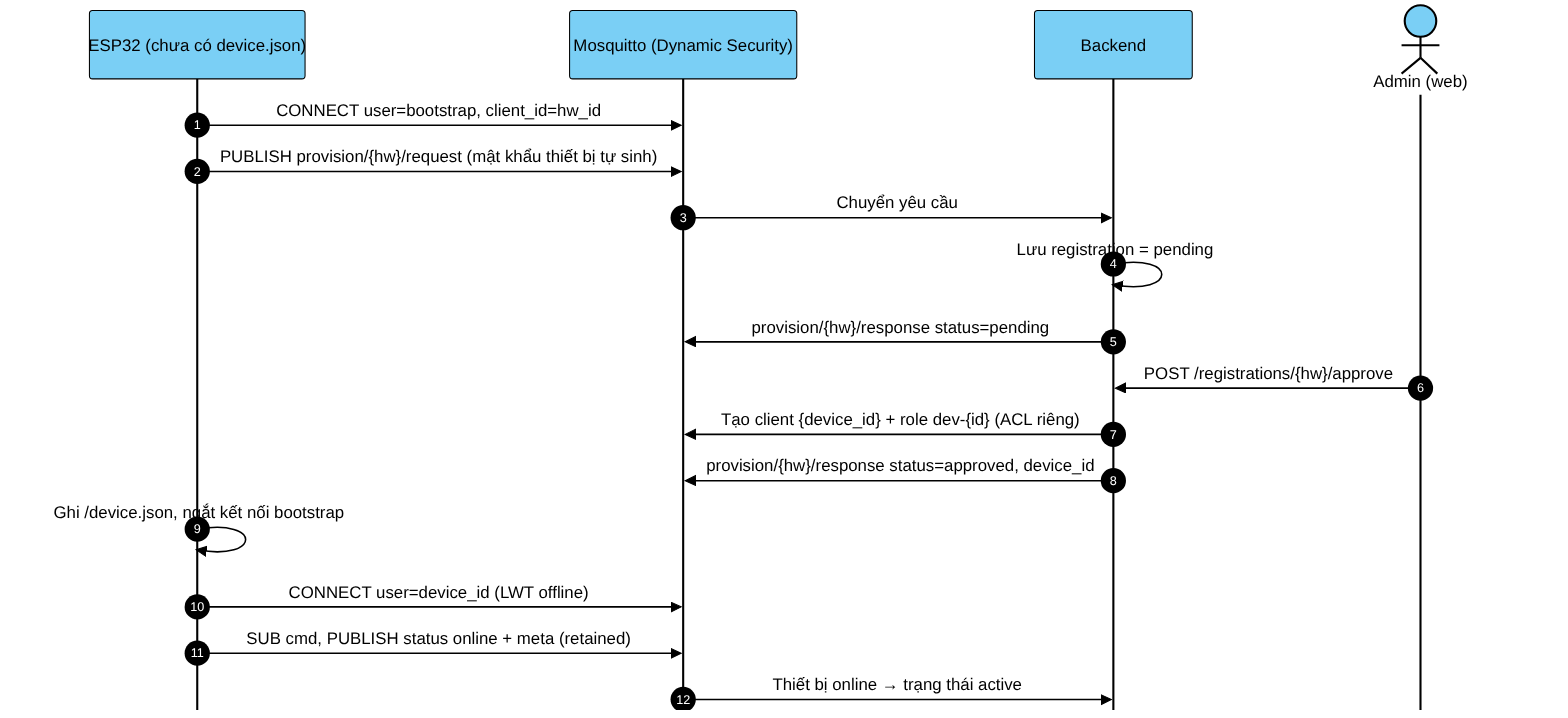 ESP32 (chưa có device.json)
Mosquitto (Dynamic Security)
Backend
Admin (web)
1
CONNECT user=bootstrap, client_id=hw_id
2
PUBLISH provision/{hw}/request (mật khẩu thiết bị tự sinh)
3
Chuyển yêu cầu
Lưu registration = pending
4
provision/{hw}/response status=pending
5
POST /registrations/{hw}/approve
6
Tạo client {device_id} + role dev-{id} (ACL riêng)
7
provision/{hw}/response status=approved, device_id
8
Ghi /device.json, ngắt kết nối bootstrap
9
CONNECT user=device_id (LWT offline)
10
SUB cmd, PUBLISH status online + meta (retained)
11
Thiết bị online → trạng thái active
12